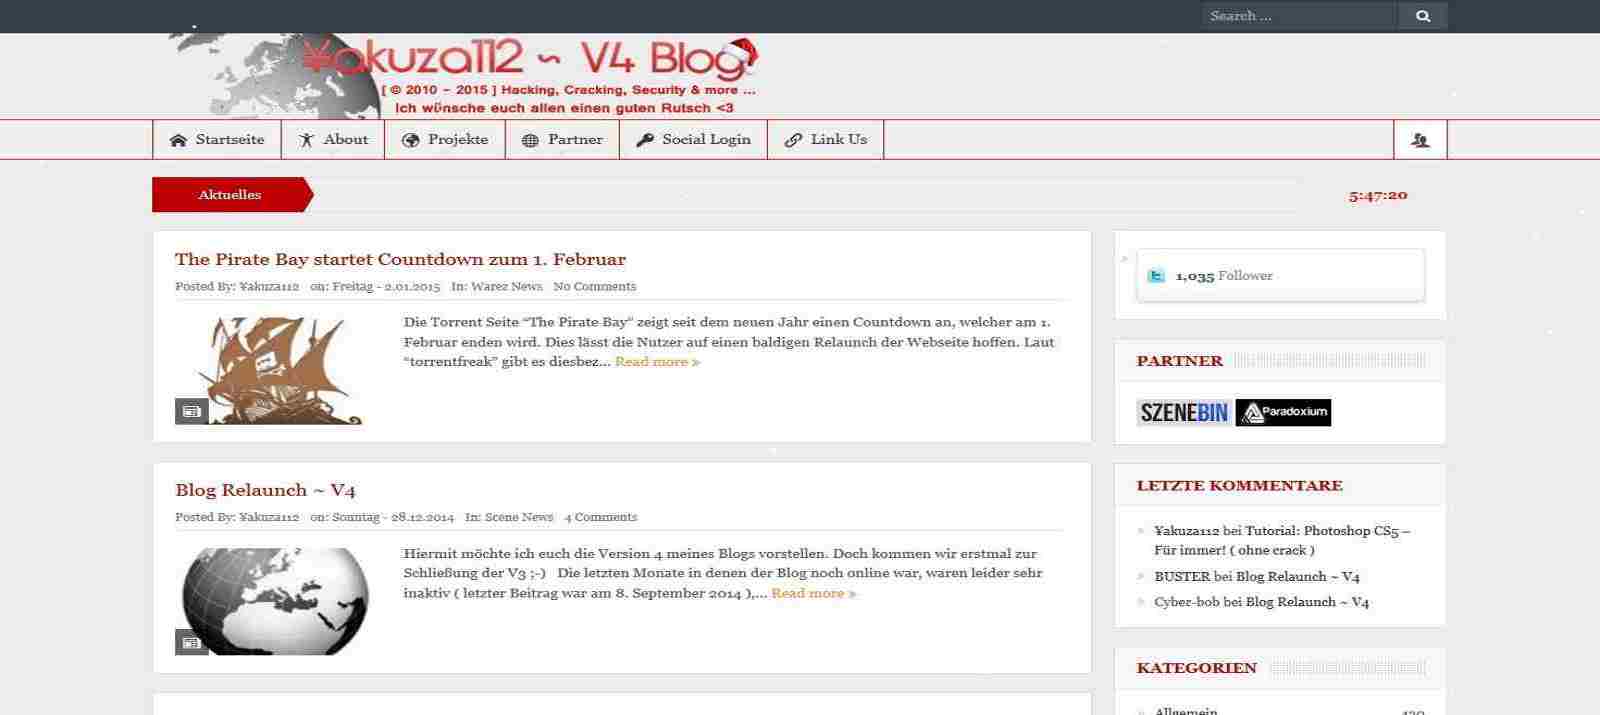 Search ...
¥akuza112 ~ V4 Blog
[ © 2010 - 2015 ] Hacking, Cracking, Security & more ...
Ich wünsche euch allen einen guten Rutsch <3
Startseite About Projekte Partner Social Login Link Us
Aktuelles
5:47:20
The Pirate Bay startet Countdown zum 1. Februar
Posted By: ¥akuza112 on: Freitag - 2.01.2015 In: Warez News No Comments
Die Torrent Seite “The Pirate Bay” zeigt seit dem neuen Jahr einen Countdown an, welcher am 1.
Februar enden wird. Dies lässt die Nutzer auf einen baldigen Relaunch der Webseite hoffen. Laut
“torrentfreak” gibt es diesbez... Read more »
Blog Relaunch ~ V4
Posted By: ¥akuza112 on: Sonntag - 28.12.2014 In: Scene News 4 Comments
Hiermit möchte ich euch die Version 4 meines Blogs vorstellen. Doch kommen wir erstmal zur
Schließung der V3 ;-) Die letzten Monate in denen der Blog noch online war, waren leider sehr
inaktiv ( letzter Beitrag war am 8. September 2014 ),... Read more »
1,035 Follower
PARTNER
SZENEBIN Paradoxium
LETZTE KOMMENTARE
» ¥akuza112 bei Tutorial: Photoshop CS5 –
Für immer! ( ohne crack )
» BUSTER bei Blog Relaunch ~ V4
» Cyber-bob bei Blog Relaunch ~ V4
KATEGORIEN
» Allgemein